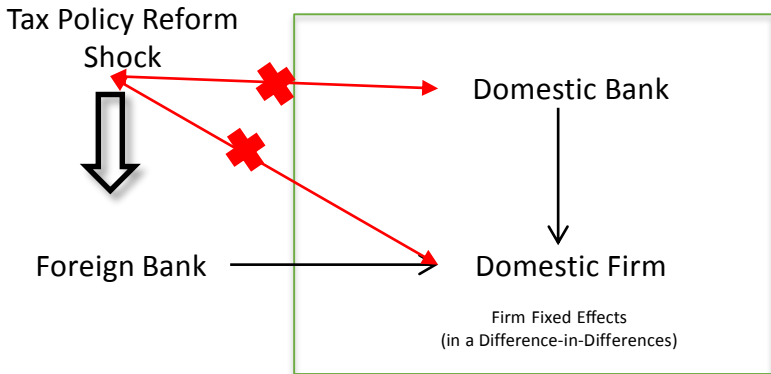 Tax Policy Reform
Shock
Domestic Bank
Foreign Bank
Domestic Firm
Firm Fixed Effects
(in a Difference-in-Differences)